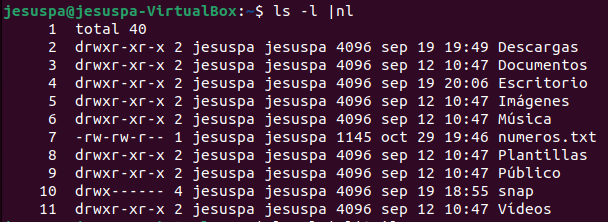 jesuspa@jesuspa-VirtualBox:~$ ls -l |nl
1 total 40
2 drwxr-xr-x 2 jesuspa jesuspa 4096 sep 19 19:49 Descargas
3 drwxr-xr-x 2 jesuspa jesuspa 4096 sep 12 10:47 Documentos
4 drwxr-xr-x 2 jesuspa jesuspa 4096 sep 19 20:06 Escritorio
5 drwxr-xr-x 2 jesuspa jesuspa 4096 sep 12 10:47 Imágenes
6 drwxr-xr-x 2 jesuspa jesuspa 4096 sep 12 10:47 Música
7 -rw-rw-r-- 1 jesuspa jesuspa 1145 oct 29 19:46 numeros.txt
8 drwxr-xr-x 2 jesuspa jesuspa 4096 sep 12 10:47 Plantillas
9 drwxr-xr-x 2 jesuspa jesuspa 4096 sep 12 10:47 Público
10 drwx------ 4 jesuspa jesuspa 4096 sep 19 18:55 snap
11 drwxr-xr-x 2 jesuspa jesuspa 4096 sep 12 10:47 Vídeos